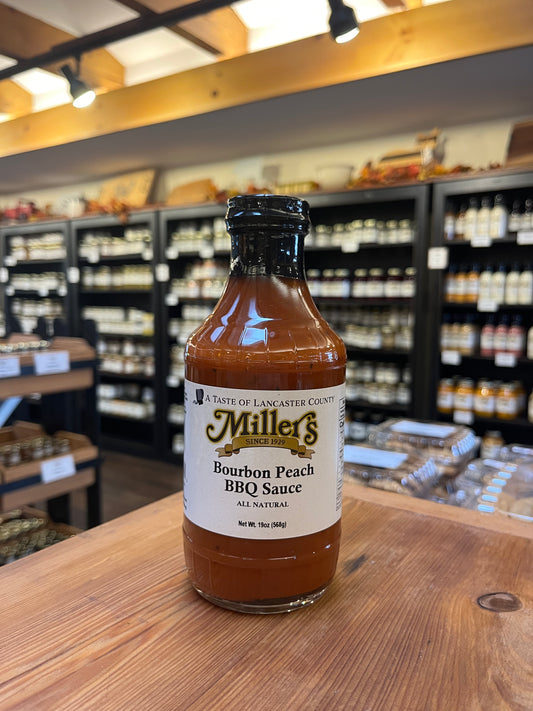 A Taste of Lancaster County
Miller's
SINCE 1929
Bourbon Peach
BBQ Sauce
ALL NATURAL
Net Wt. 19oz (568g)